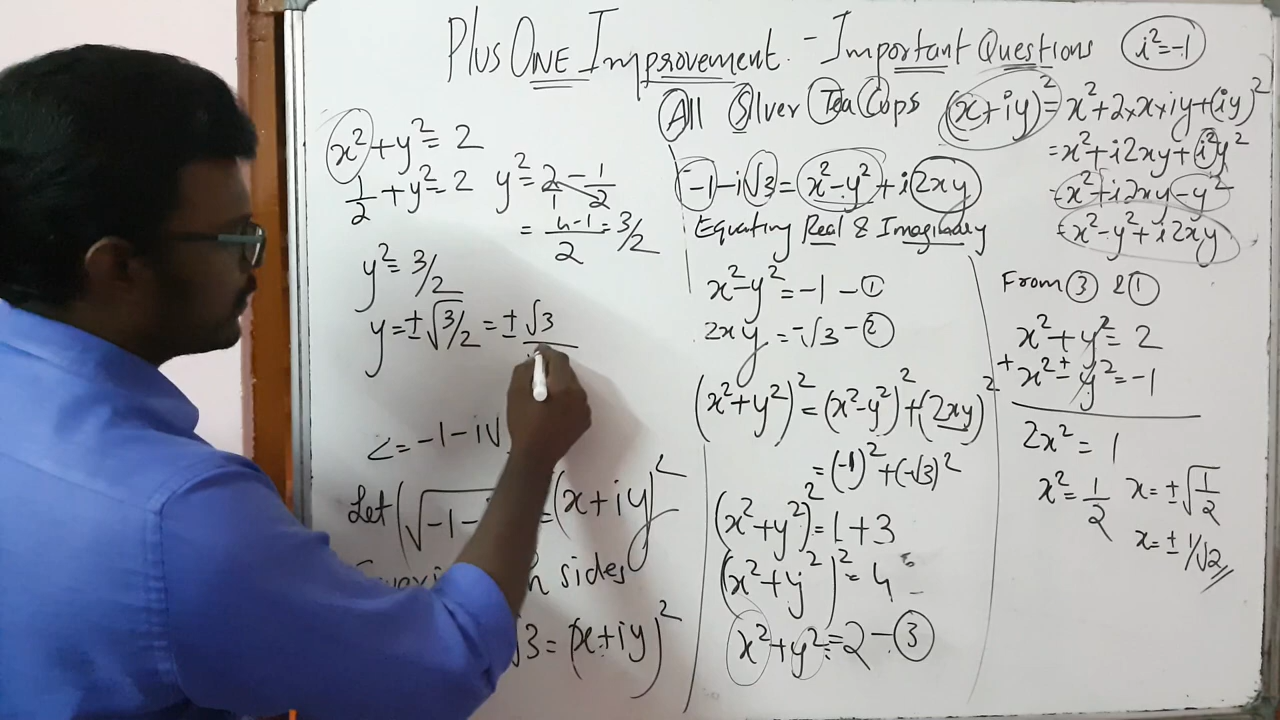 Plus ONE Improvement - Important Questions
i²=-1
All Silver Tea Cups
(x+iy)² = x²+2×x×iy+(iy)²
= x²+i2xy+i²y²
= x²+i2xy-y²
= x²-y²+i2xy
x²+y²=2
1/2+y²=2
y²=2-1/2
1
= 4-1/2=3/2
y²=3/2
y=±√3/2=±√3
z=-1-i√
Let √-1- =(x+iy)²
sides
√3=(x+iy)²
-1-i√3=x²-y²+i2xy
Equating Real & Imaginary
x²-y²=-1-①
2xy=-√3-②
(x²+y²)²=(x²-y²)²+(2xy)²
=(-1)²+(-√3)²
(x²+y²)²=1+3
(x²+y²)²=4
x²+y²=2-③
From ③ & ①
x²+y²=2
+x²±y²=-1
2x²=1
x²=1/2 x=±√1/2
x=±1/√2